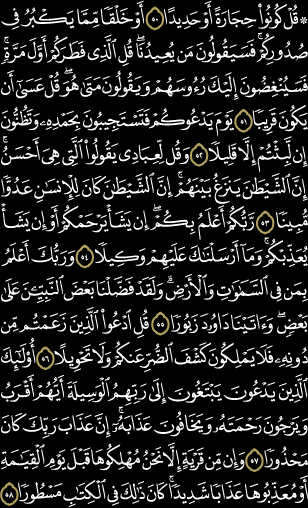 ۞ قُلْ كُونُوا۟ حِجَارَةً أَوْ حَدِيدًا ۝٥٠ أَوْ خَلْقًا مِّمَّا يَكْبُرُ فِى
صُدُورِكُمْ ۚ فَسَيَقُولُونَ مَن يُعِيدُنَا ۖ قُلِ ٱلَّذِى فَطَرَكُمْ أَوَّلَ مَرَّةٍ ۚ
فَسَيُنْغِضُونَ إِلَيْكَ رُءُوسَهُمْ وَيَقُولُونَ مَتَىٰ هُوَ ۖ قُلْ عَسَىٰٓ أَن
يَكُونَ قَرِيبًا ۝٥١ يَوْمَ يَدْعُوكُمْ فَتَسْتَجِيبُونَ بِحَمْدِهِۦ وَتَظُنُّونَ
إِن لَّبِثْتُمْ إِلَّا قَلِيلًا ۝٥٢ وَقُل لِّعِبَادِى يَقُولُوا۟ ٱلَّتِى هِىَ أَحْسَنُ ۚ
إِنَّ ٱلشَّيْطَٰنَ يَنزَغُ بَيْنَهُمْ ۚ إِنَّ ٱلشَّيْطَٰنَ كَانَ لِلْإِنسَٰنِ عَدُوًّا
مُّبِينًا ۝٥٣ رَّبُّكُمْ أَعْلَمُ بِكُمْ ۖ إِن يَشَأْ يَرْحَمْكُمْ أَوْ إِن يَشَأْ
يُعَذِّبْكُمْ ۚ وَمَآ أَرْسَلْنَٰكَ عَلَيْهِمْ وَكِيلًا ۝٥٤ وَرَبُّكَ أَعْلَمُ
بِمَن فِى ٱلسَّمَٰوَٰتِ وَٱلْأَرْضِ ۗ وَلَقَدْ فَضَّلْنَا بَعْضَ ٱلنَّبِيِّۦنَ عَلَىٰ
بَعْضٍ ۖ وَءَاتَيْنَا دَاوُۥدَ زَبُورًا ۝٥٥ قُلِ ٱدْعُوا۟ ٱلَّذِينَ زَعَمْتُم مِّن
دُونِهِۦ فَلَا يَمْلِكُونَ كَشْفَ ٱلضُّرِّ عَنكُمْ وَلَا تَحْوِيلًا ۝٥٦ أُو۟لَٰٓئِكَ
ٱلَّذِينَ يَدْعُونَ يَبْتَغُونَ إِلَىٰ رَبِّهِمُ ٱلْوَسِيلَةَ أَيُّهُمْ أَقْرَبُ
وَيَرْجُونَ رَحْمَتَهُۥ وَيَخَافُونَ عَذَابَهُۥٓ ۚ إِنَّ عَذَابَ رَبِّكَ كَانَ
مَحْذُورًا ۝٥٧ وَإِن مِّن قَرْيَةٍ إِلَّا نَحْنُ مُهْلِكُوهَا قَبْلَ يَوْمِ ٱلْقِيَٰمَةِ
أَوْ مُعَذِّبُوهَا عَذَابًا شَدِيدًا ۚ كَانَ ذَٰلِكَ فِى ٱلْكِتَٰبِ مَسْطُورًا ۝٥٨